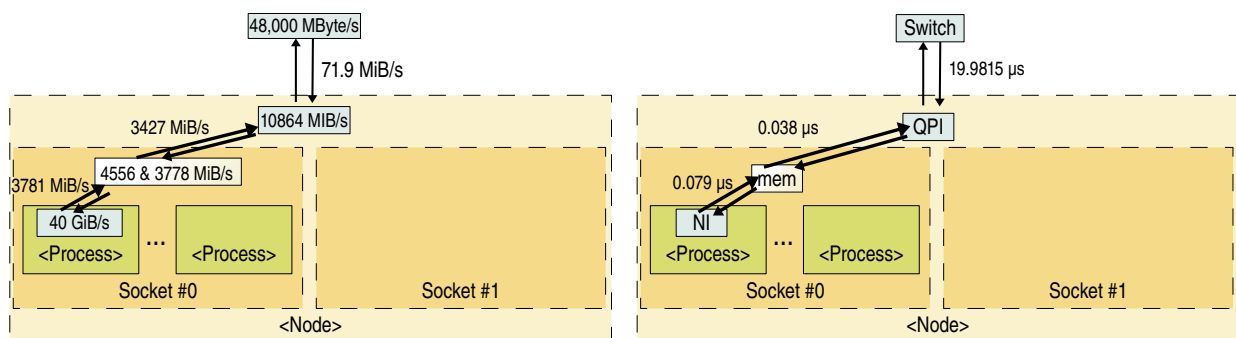 48,000 MByte/s
71.9 MiB/s
10864 MIB/s
3427 MiB/s
4556 & 3778 MiB/s
3781 MiB/s
40 GiB/s
<Process>
...
<Process>
Socket #0
Socket #1
<Node>
Switch
19.9815 µs
QPI
0.038 µs
mem
0.079 µs
NI
<Process>
...
<Process>
Socket #0
Socket #1
<Node>